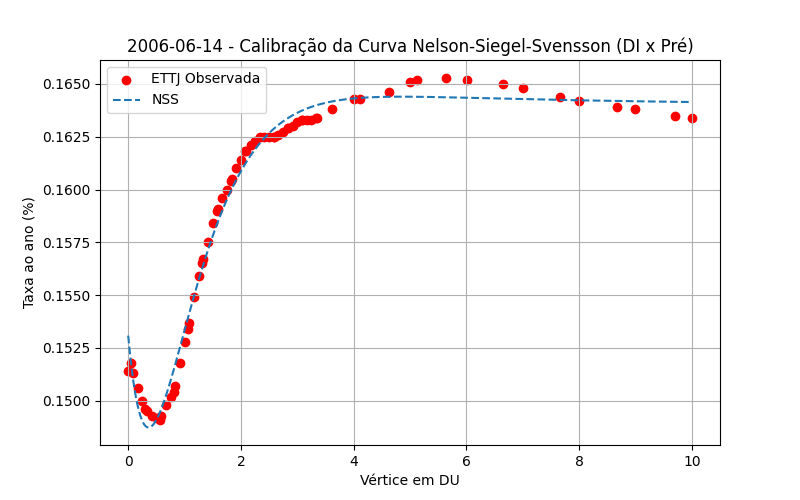 2006-06-14 - Calibração da Curva Nelson-Siegel-Svensson (DI x Pré)
ETTJ Observada
NSS
Taxa ao ano (%)
0.1650
0.1625
0.1600
0.1575
0.1550
0.1525
0.1500
0 2 4 6 8 10
Vértice em DU